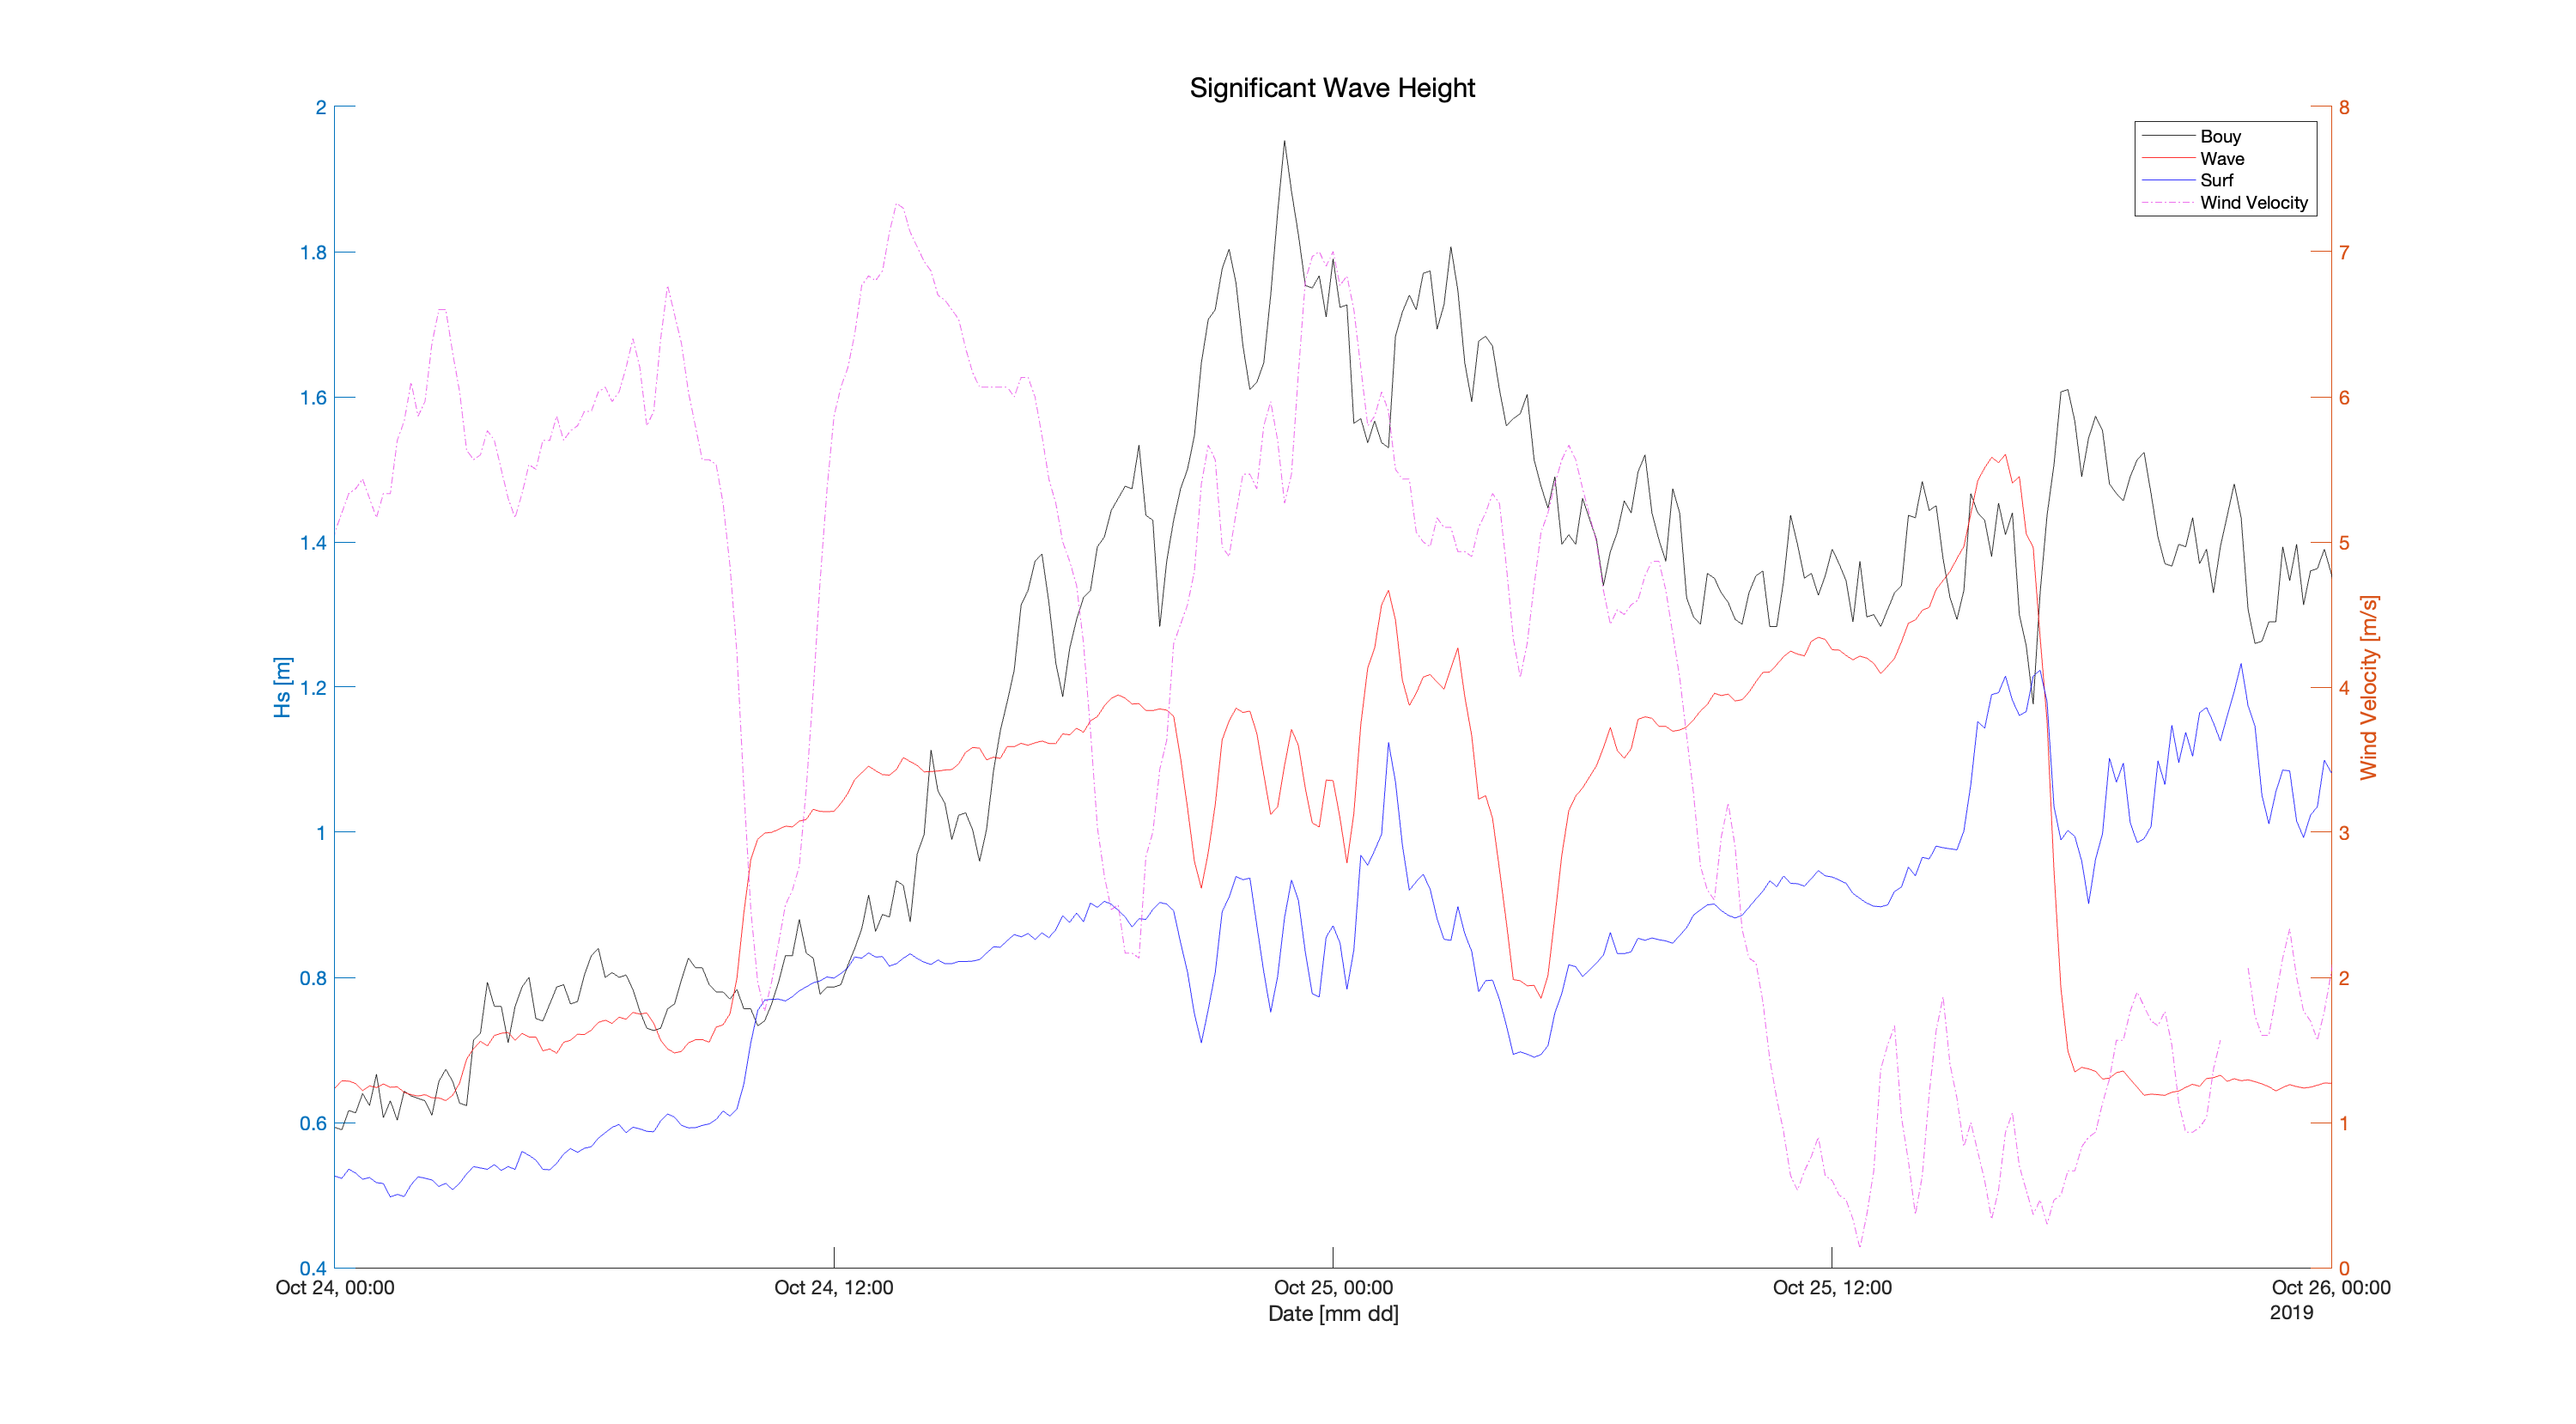 Significant Wave Height
2
1.8
1.6
1.4
1.2
1
0.8
0.6
0.4
Hs [m]
8
7
6
5
4
3
2
1
0
Wind Velocity [m/s]
Bouy
Wave
Surf
Wind Velocity
Oct 24, 00:00
Oct 24, 12:00
Oct 25, 00:00
Oct 25, 12:00
Oct 26, 00:00
2019
Date [mm dd]